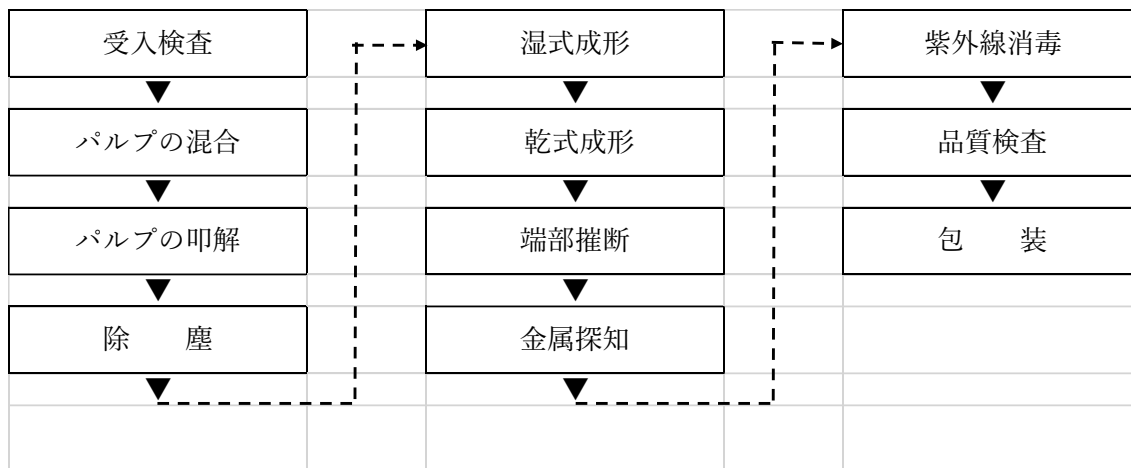 受入検査
パルプの混合
パルプの叩解
除　　塵
湿式成形
乾式成形
端部摧断
金属探知
紫外線消毒
品質検査
包　　装